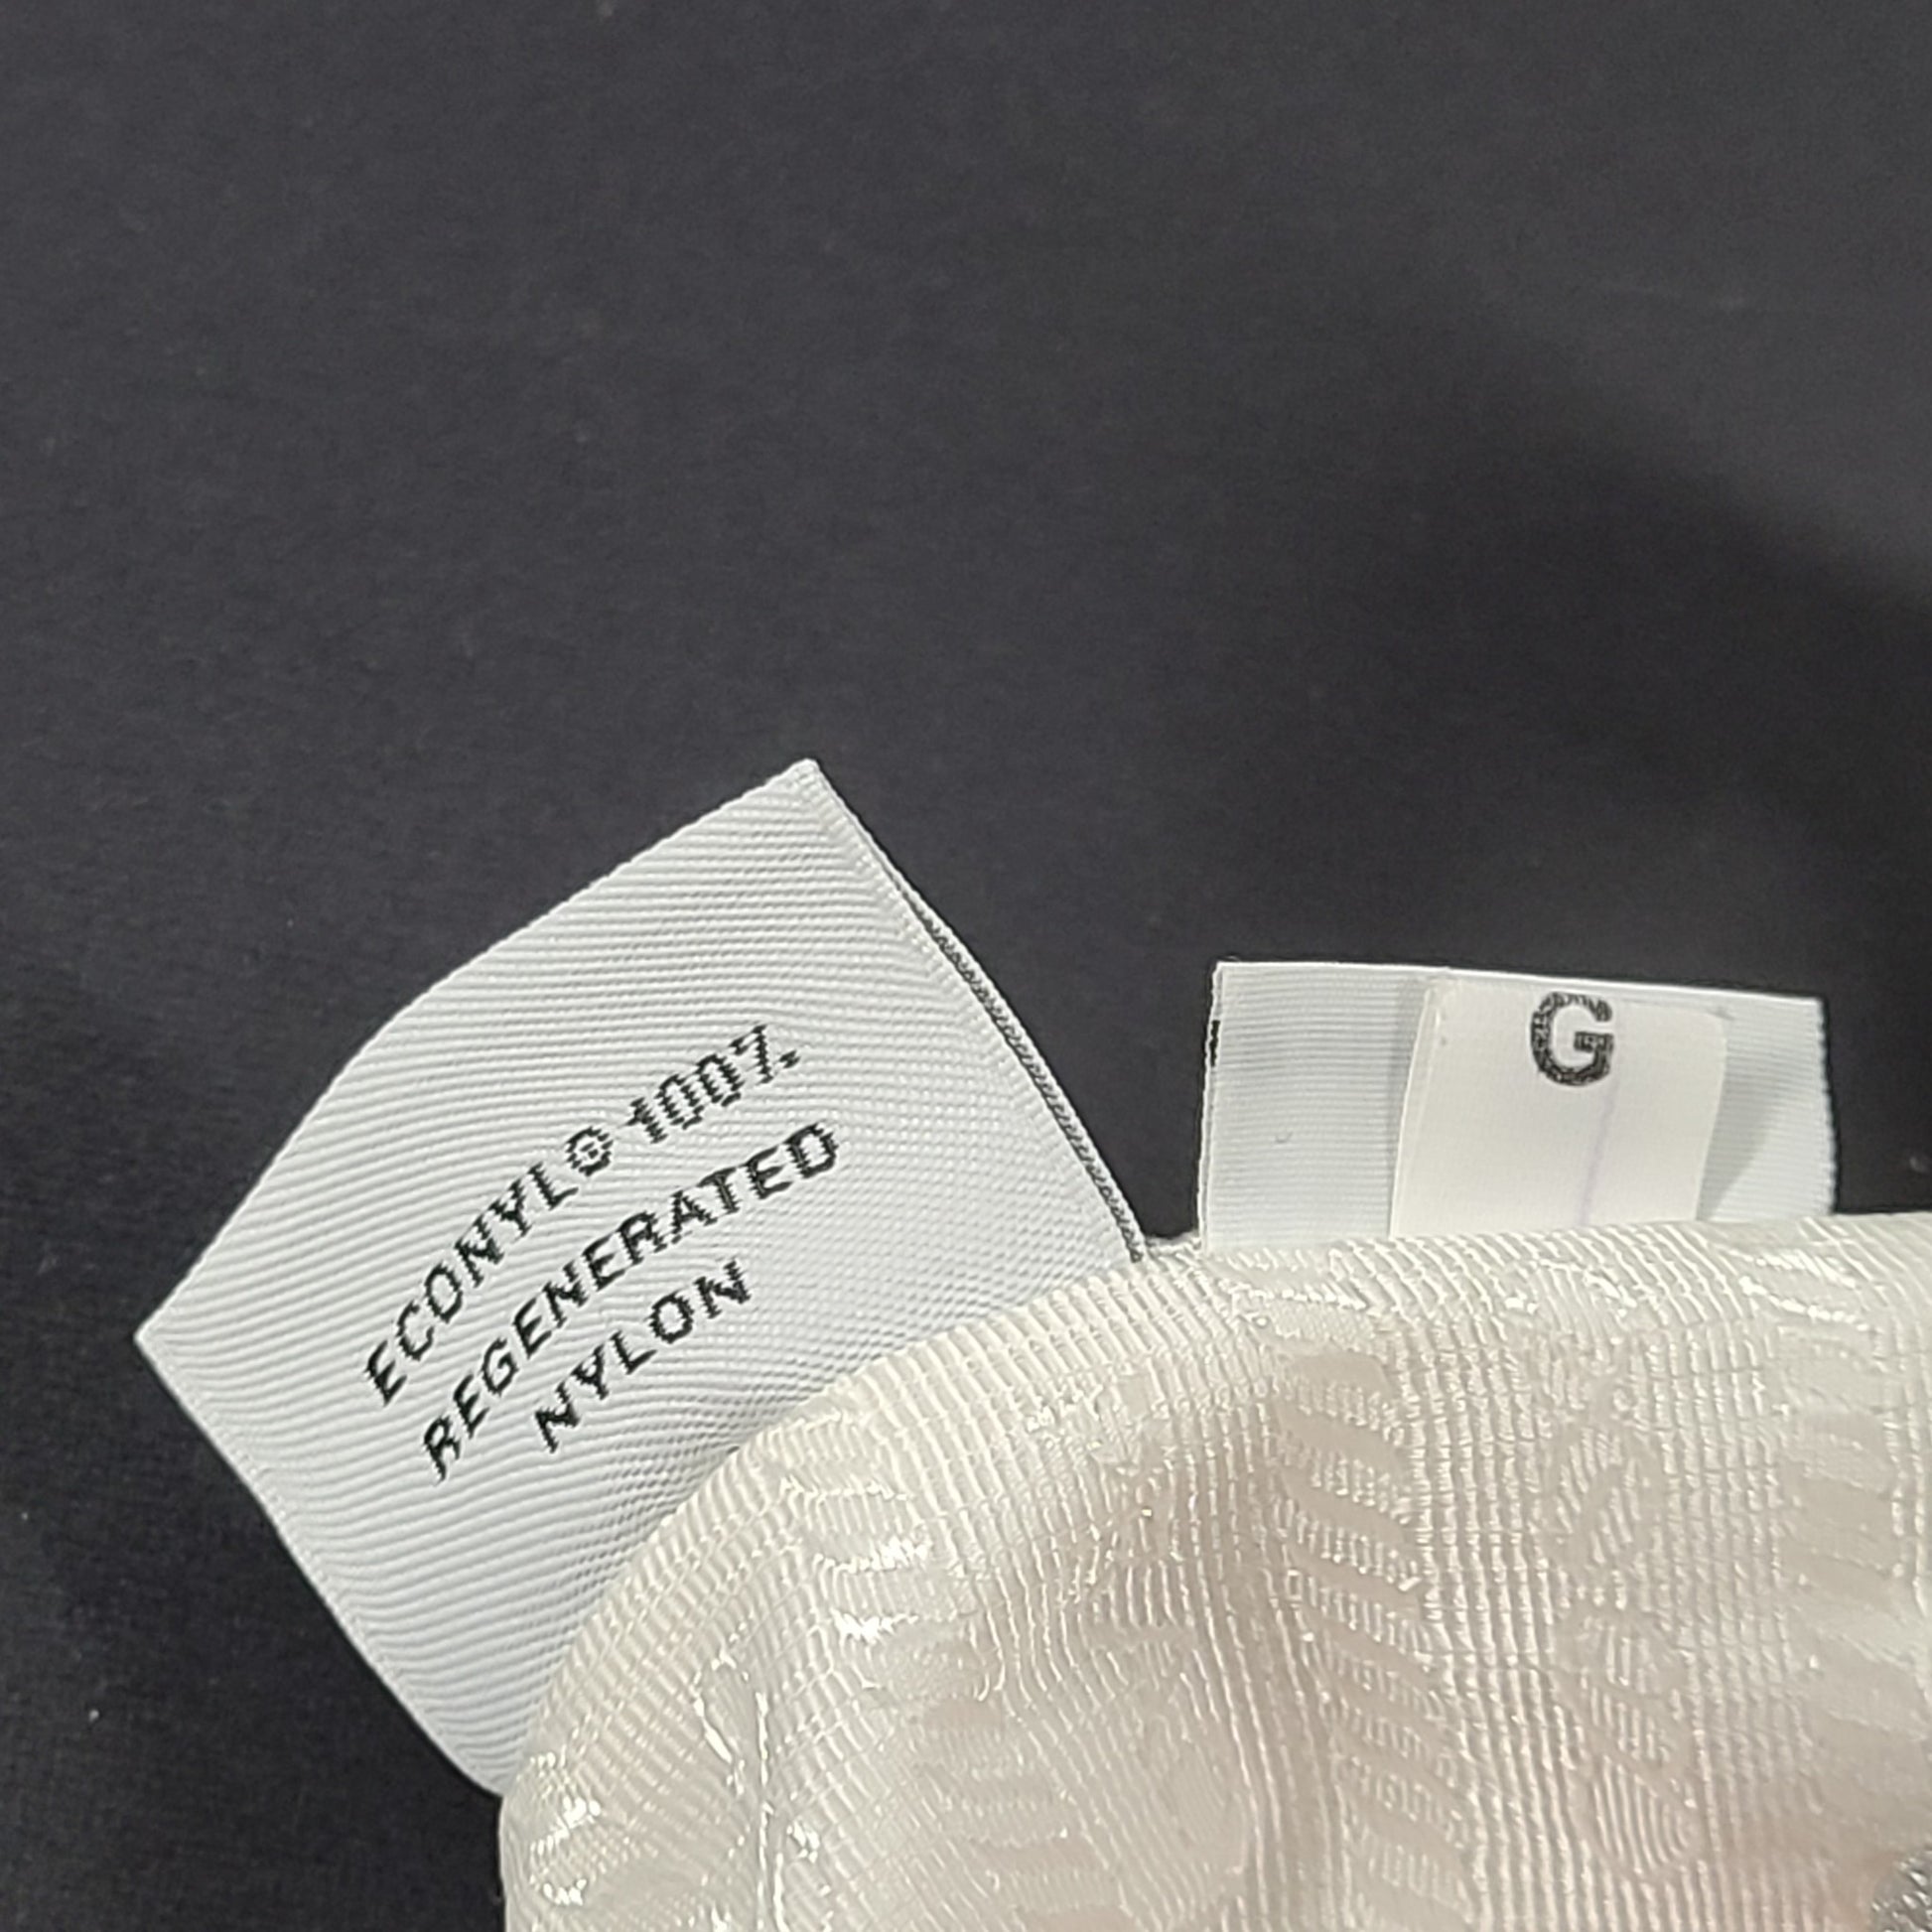 ECONYL® 100%
REGENERATED
NYLON
G